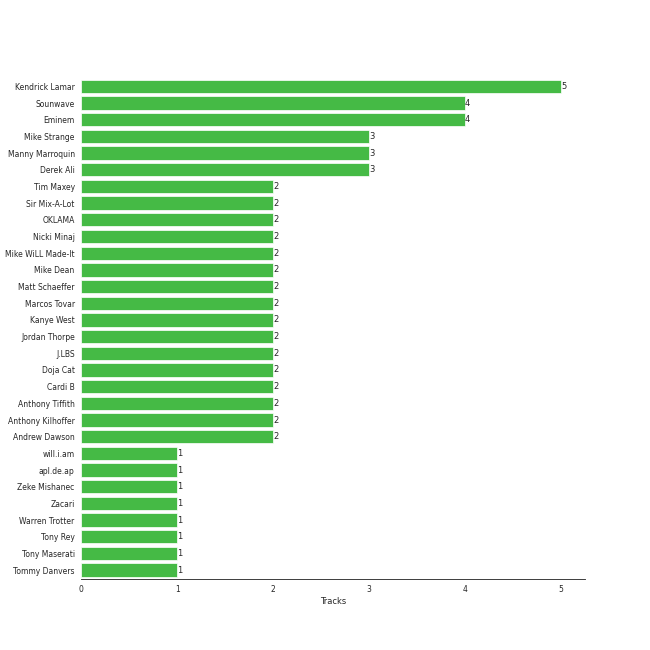 Kendrick Lamar 5
Sounwave 4
Eminem 4
Mike Strange 3
Manny Marroquin 3
Derek Ali 3
Tim Maxey 2
Sir Mix-A-Lot 2
OKLAMA 2
Nicki Minaj 2
Mike WiLL Made-It 2
Mike Dean 2
Matt Schaeffer 2
Marcos Tovar 2
Kanye West 2
Jordan Thorpe 2
J.LBS 2
Doja Cat 2
Cardi B 2
Anthony Tiffith 2
Anthony Kilhoffer 2
Andrew Dawson 2
will.i.am 1
apl.de.ap 1
Zeke Mishanec 1
Zacari 1
Warren Trotter 1
Tony Rey 1
Tony Maserati 1
Tommy Danvers 1
0 1 2 3 4 5
Tracks